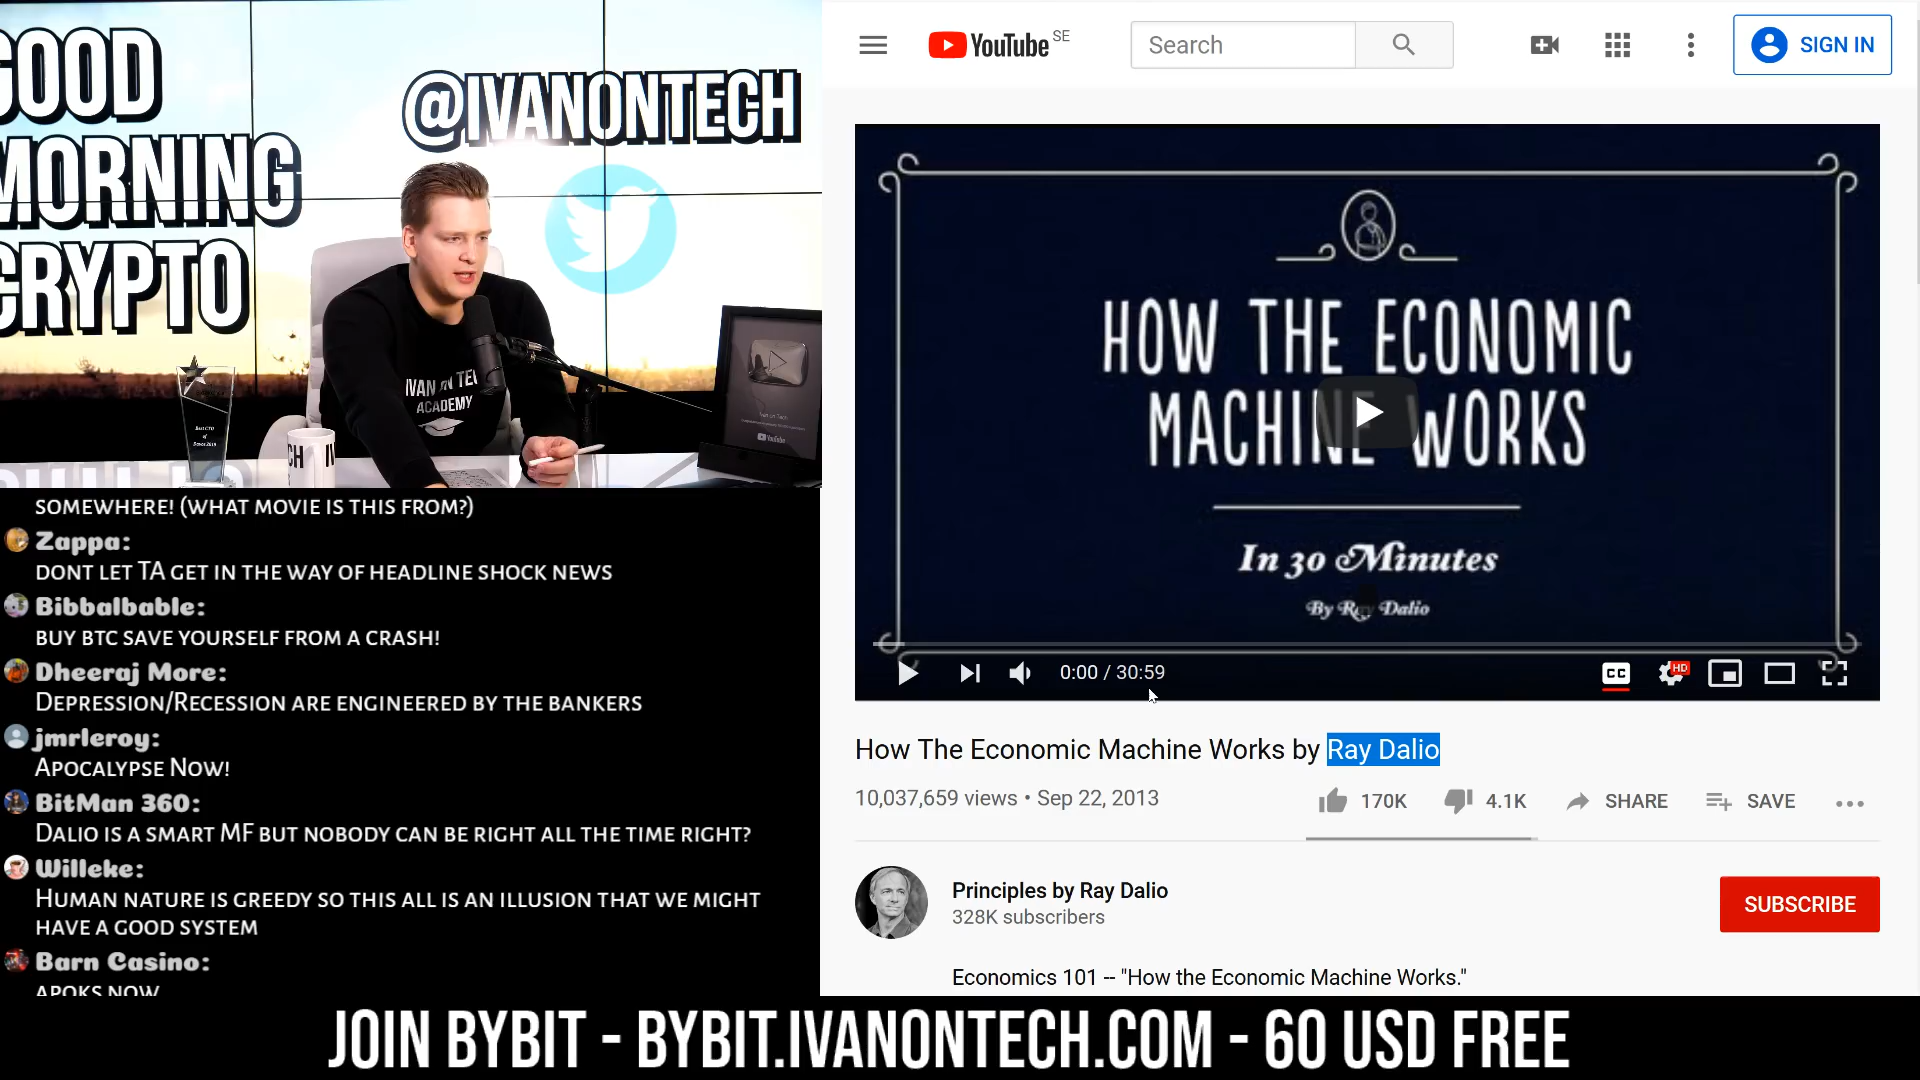 GOOD
MORNING
CRYPTO
@IVANONTECH
IVAN ON TECH
ACADEMY
SOMEWHERE! (WHAT MOVIE IS THIS FROM?)
Zappa:
DONT LET TA GET IN THE WAY OF HEADLINE SHOCK NEWS
Bibbalbable:
BUY BTC SAVE YOURSELF FROM A CRASH!
Dheeraj More:
DEPRESSION/RECESSION ARE ENGINEERED BY THE BANKERS
jmrleroy:
APOCALYPSE NOW!
BitMan 360:
DALIO IS A SMART MF BUT NOBODY CAN BE RIGHT ALL THE TIME RIGHT?
Willeke:
HUMAN NATURE IS GREEDY SO THIS ALL IS AN ILLUSION THAT WE MIGHT
HAVE A GOOD SYSTEM
Barn Casino:
APOKS NOW
YouTube SE
Search
SIGN IN
HOW THE ECONOMIC
MACHINE WORKS
In 30 Minutes
By Ray Dalio
0:00 / 30:59
CC
HD
How The Economic Machine Works by Ray Dalio
10,037,659 views • Sep 22, 2013
170K
4.1K
SHARE
SAVE
Principles by Ray Dalio
328K subscribers
SUBSCRIBE
Economics 101 -- "How the Economic Machine Works."
JOIN BYBIT - BYBIT.IVANONTECH.COM - 60 USD FREE